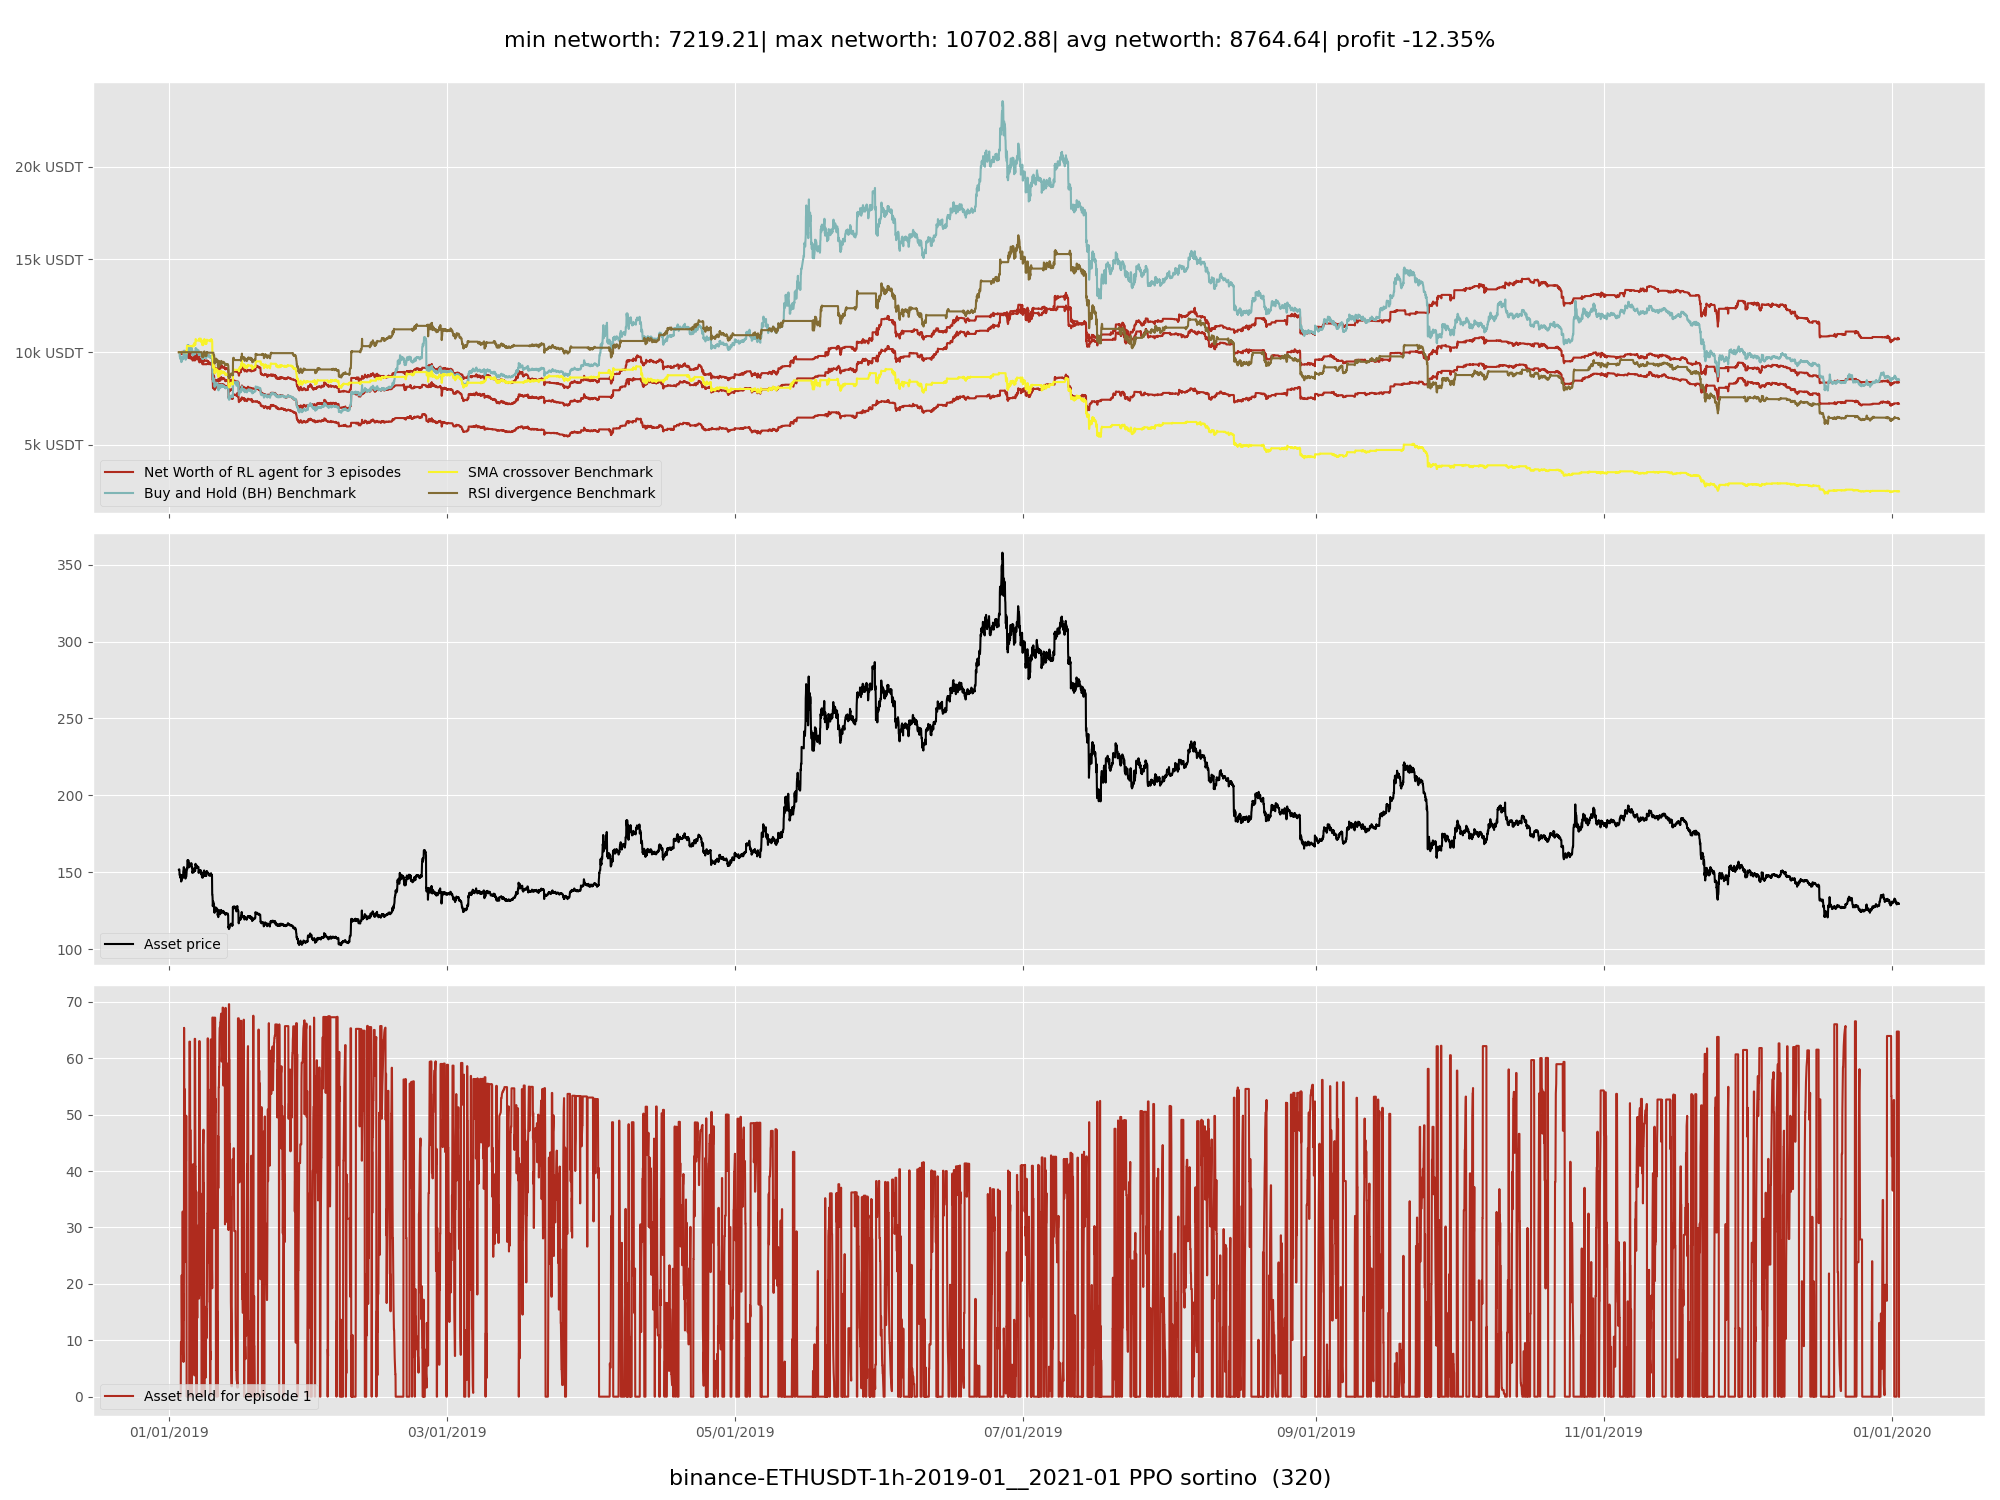 min networth: 7219.21| max networth: 10702.88| avg networth: 8764.64| profit -12.35%
20k USDT
15k USDT
10k USDT
5k USDT
Net Worth of RL agent for 3 episodes
Buy and Hold (BH) Benchmark
SMA crossover Benchmark
RSI divergence Benchmark
350
300
250
200
150
100
Asset price
70
60
50
40
30
20
10
0
Asset held for episode 1
01/01/2019
03/01/2019
05/01/2019
07/01/2019
09/01/2019
11/01/2019
01/01/2020
binance-ETHUSDT-1h-2019-01__2021-01 PPO sortino  (320)